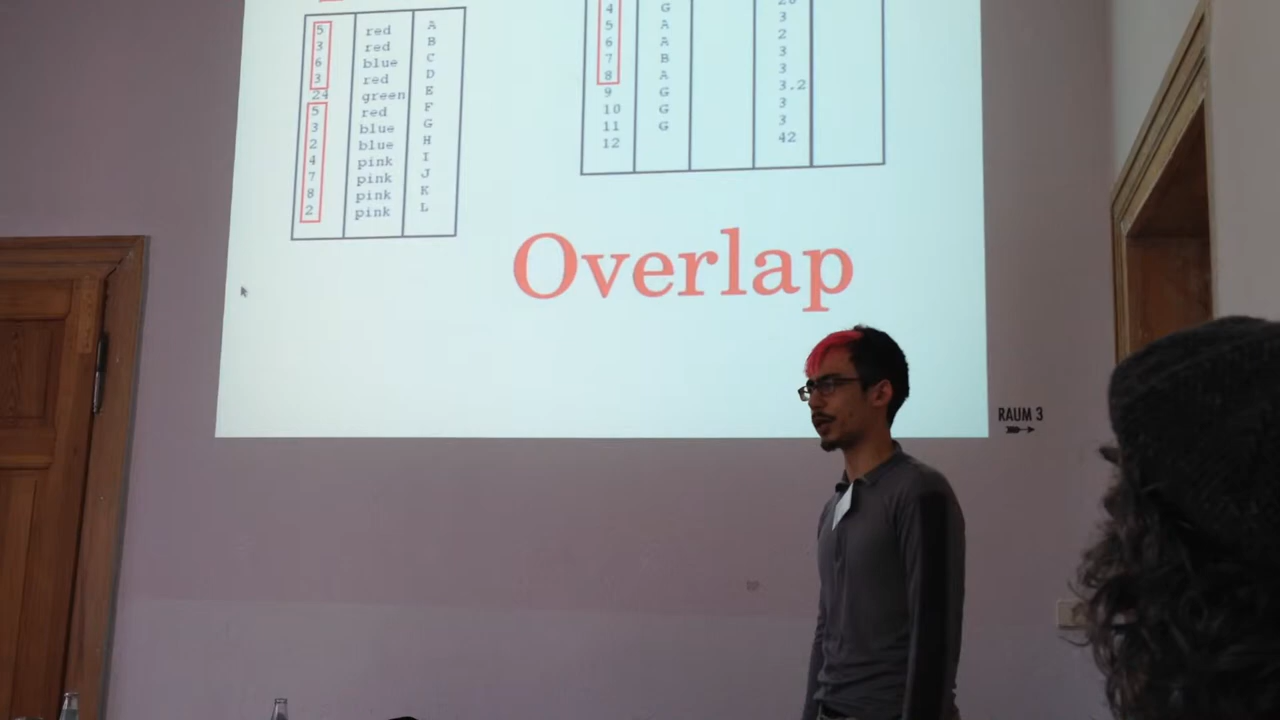 5 red A
3 red B
6 blue C
3 red D
24 green E
5 red F
3 blue G
2 blue H
4 pink I
7 pink J
8 pink K
2 pink L
4 G
5 A 3
6 A 2
7 B 3
8 A 3
9 G 3.2
10 G 3
11 G 3
12 42
Overlap
RAUM 3